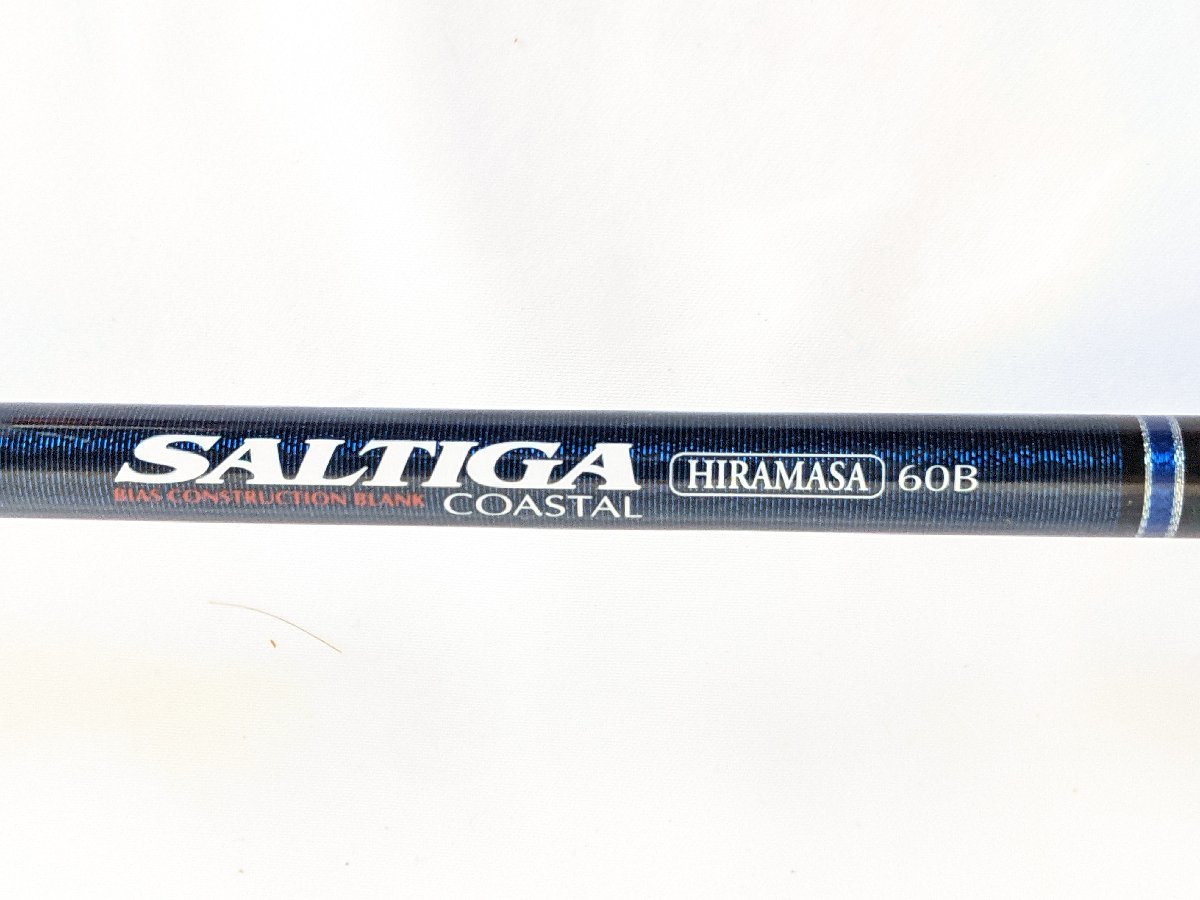 SALTIGA
BIAS CONSTRUCTION BLANK
COASTAL
HIRAMASA 60B